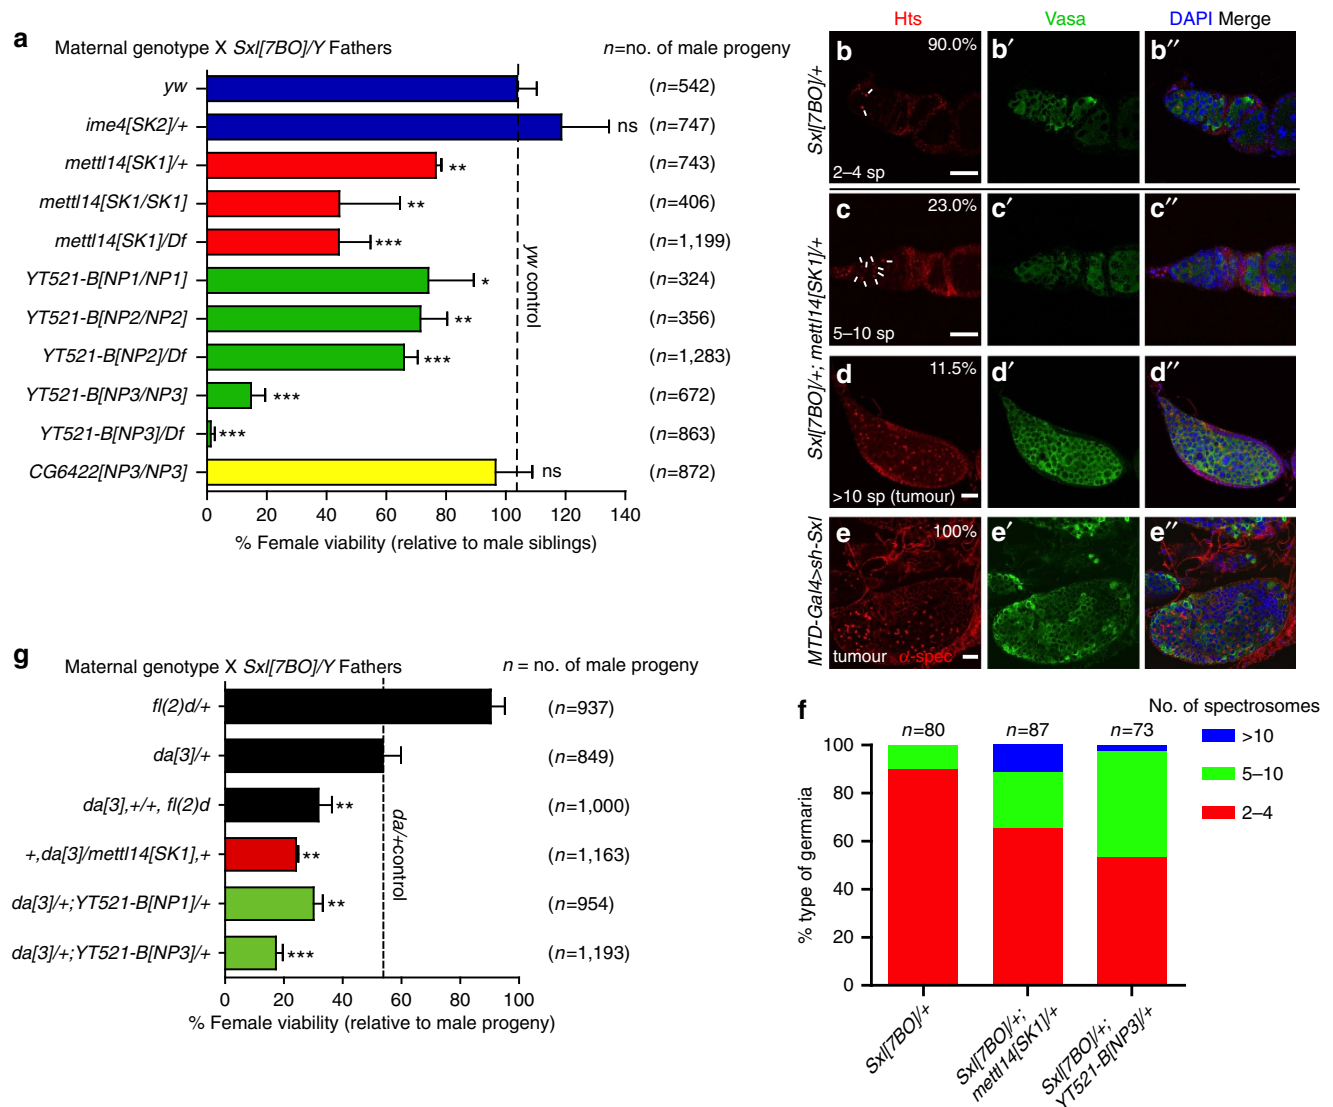 a
Maternal genotype X Sxl[7BO]/Y Fathers
n=no. of male progeny
yw
(n=542)
ime4[SK2]/+
ns
(n=747)
mettl14[SK1]/+
**
(n=743)
mettl14[SK1/SK1]
**
(n=406)
mettl14[SK1]/Df
***
(n=1,199)
YT521-B[NP1/NP1]
*
(n=324)
YT521-B[NP2/NP2]
**
(n=356)
YT521-B[NP2]/Df
***
(n=1,283)
YT521-B[NP3/NP3]
***
(n=672)
YT521-B[NP3]/Df
***
(n=863)
CG6422[NP3/NP3]
ns
(n=872)
yw control
0 20 40 60 80 100 120 140
% Female viability (relative to male siblings)
Hts
Vasa
DAPI Merge
Sxl[7BO]/+
b
90.0%
2–4 sp
b′
b″
Sxl[7BO]/+; mettl14[SK1]/+
c
23.0%
5–10 sp
c′
c″
d
11.5%
>10 sp (tumour)
d′
d″
MTD-Gal4>sh-Sxl
e
100%
tumour α-spec
e′
e″
g
Maternal genotype X Sxl[7BO]/Y Fathers
n = no. of male progeny
fl(2)d/+
(n=937)
da[3]/+
(n=849)
da[3],+/+, fl(2)d
**
(n=1,000)
+,da[3]/mettl14[SK1],+
**
(n=1,163)
da[3]/+;YT521-B[NP1]/+
**
(n=954)
da[3]/+;YT521-B[NP3]/+
***
(n=1,193)
da/+control
0 20 40 60 80 100
% Female viability (relative to male progeny)
f
No. of spectrosomes
>10
5–10
2–4
n=80
n=87
n=73
% type of germaria
100
80
60
40
20
0
Sxl[7BO]/+
Sxl[7BO]/+;
mettl14[SK1]/+
Sxl[7BO]/+;
YT521-B[NP3]/+